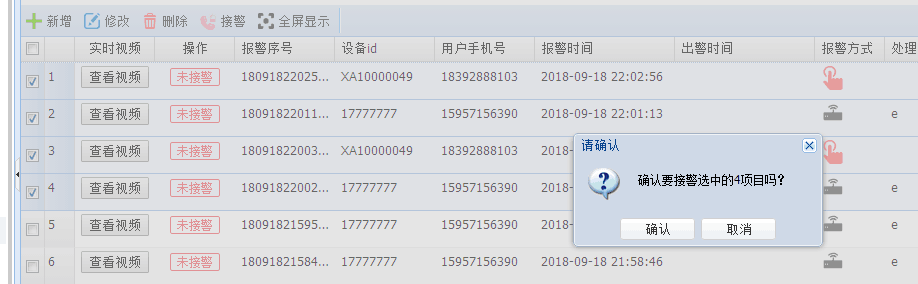 新增 修改 删除 接警 全屏显示
实时视频 操作 报警序号 设备id 用户手机号 报警时间 出警时间 报警方式 处理
1 查看视频 未接警 18091822025... XA10000049 18392888103 2018-09-18 22:02:56
2 查看视频 未接警 18091822011... 17777777 15957156390 2018-09-18 22:01:13 e
请确认
3 查看视频 未接警 18091822003... XA10000049 18392888103 2018-
确认要接警选中的4项目吗?
4 查看视频 未接警 18091822002... 17777777 15957156390 2018- e
5 查看视频 未接警 18091821595... 17777777 15957156390 2018- e
确认 取消
6 查看视频 未接警 18091821584... 17777777 15957156390 2018-09-18 21:58:46 e